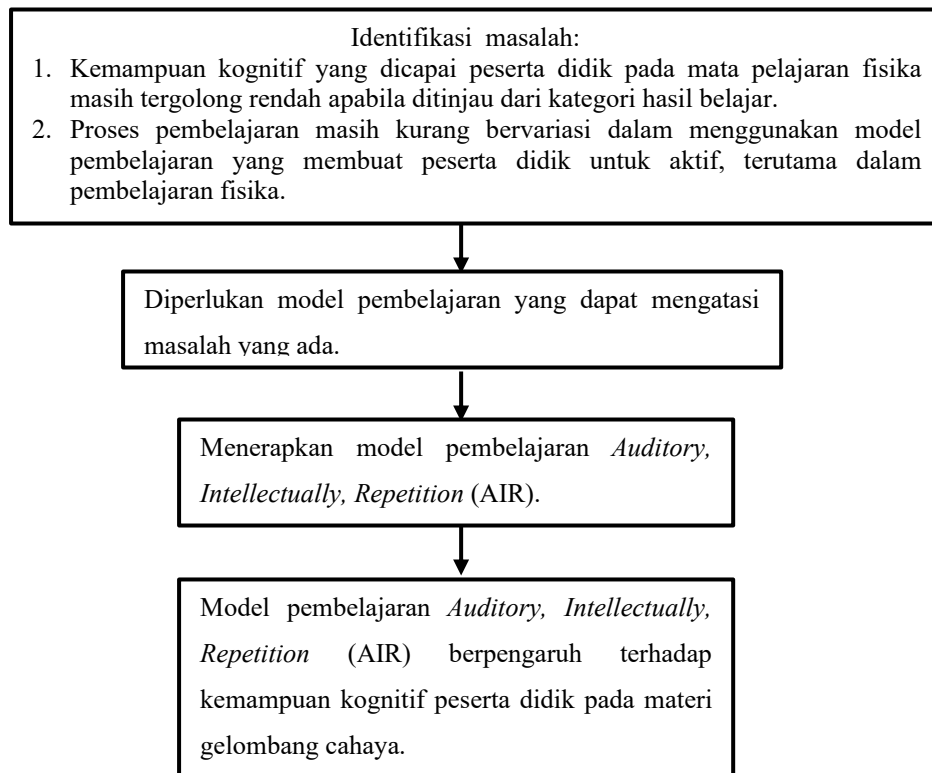 Identifikasi masalah:
1. Kemampuan kognitif yang dicapai peserta didik pada mata pelajaran fisika
masih tergolong rendah apabila ditinjau dari kategori hasil belajar.
2. Proses pembelajaran masih kurang bervariasi dalam menggunakan model
pembelajaran yang membuat peserta didik untuk aktif, terutama dalam
pembelajaran fisika.
Diperlukan model pembelajaran yang dapat mengatasi
masalah yang ada.
Menerapkan model pembelajaran Auditory,
Intellectually, Repetition (AIR).
Model pembelajaran Auditory, Intellectually,
Repetition (AIR) berpengaruh terhadap
kemampuan kognitif peserta didik pada materi
gelombang cahaya.